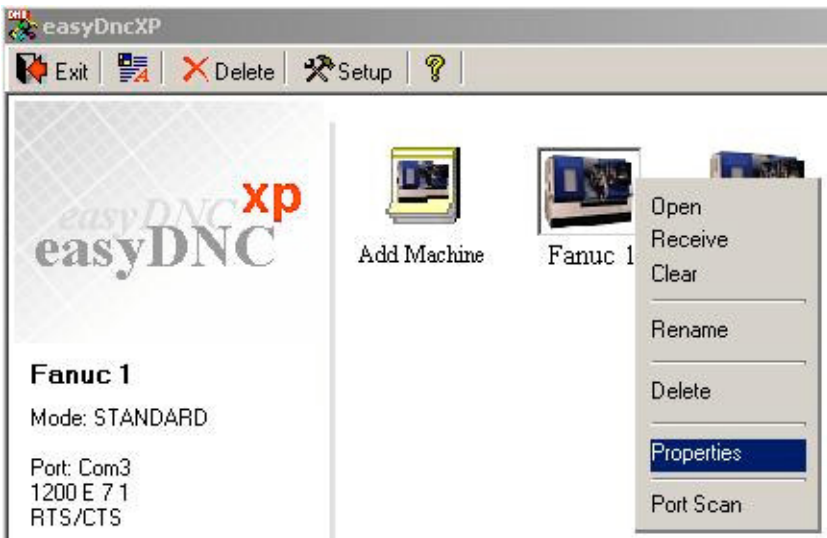 easyDncXP
Exit
Delete
Setup
easyDNC xp
easyDNC
Add Machine
Fanuc 1
Open
Receive
Clear
Rename
Delete
Properties
Port Scan
Fanuc 1
Mode: STANDARD
Port: Com3
1200 E 7 1
RTS/CTS